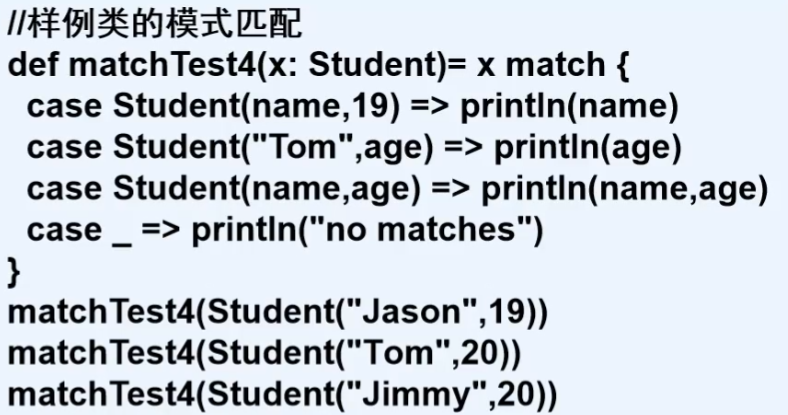 //样例类的模式匹配
def matchTest4(x: Student)= x match {
  case Student(name,19) => println(name)
  case Student("Tom",age) => println(age)
  case Student(name,age) => println(name,age)
  case _ => println("no matches")
}
matchTest4(Student("Jason",19))
matchTest4(Student("Tom",20))
matchTest4(Student("Jimmy",20))